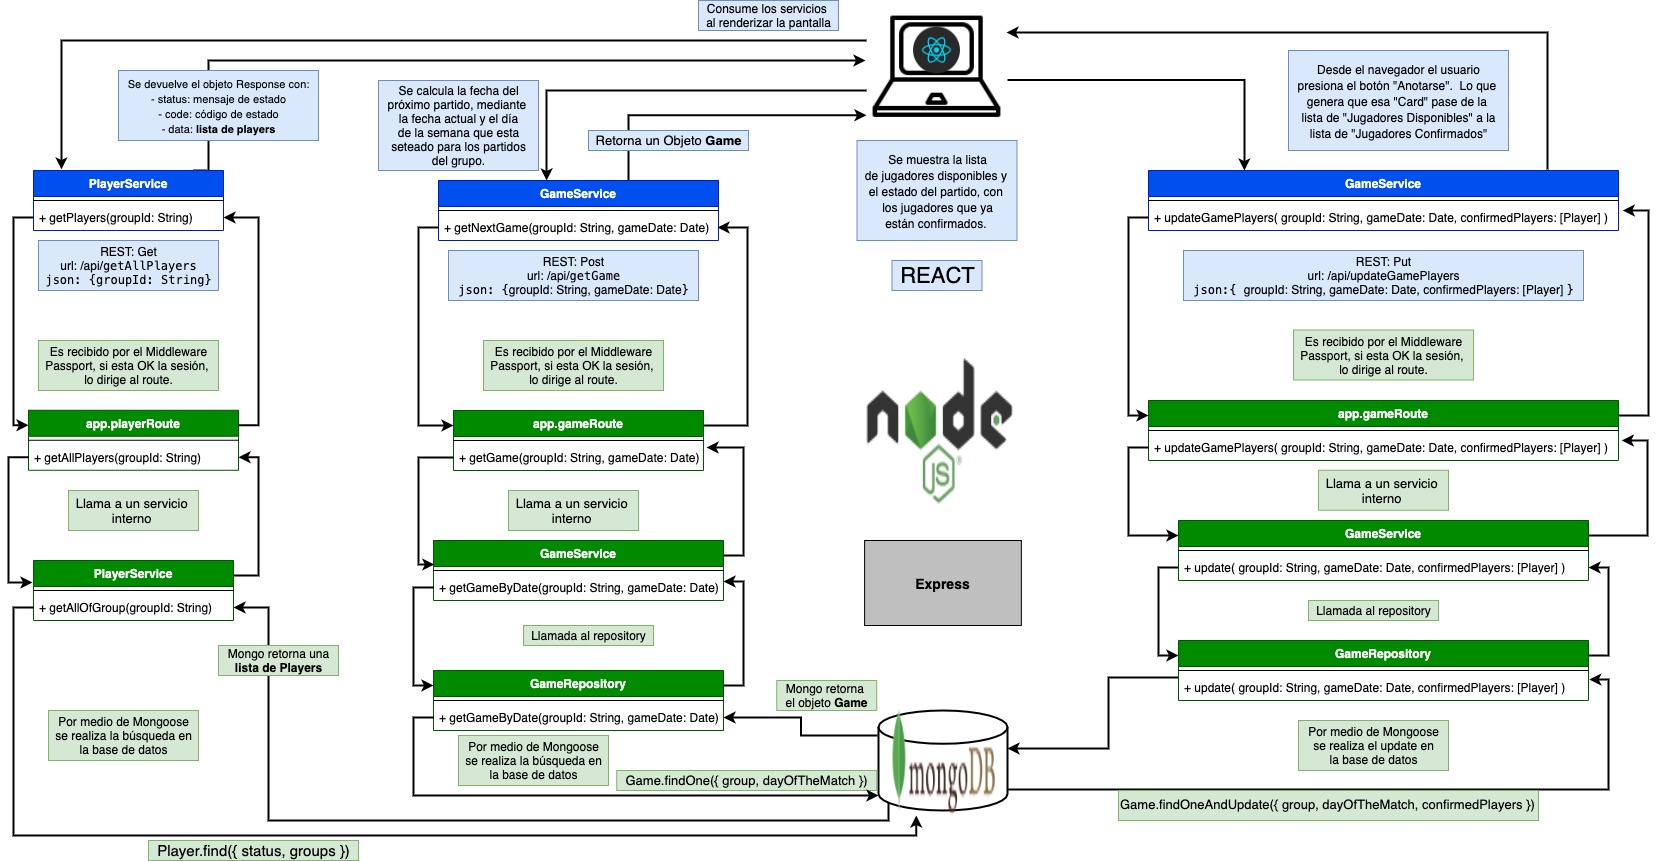 Consume los servicios
al renderizar la pantalla
Se devuelve el objeto Response con:
- status: mensaje de estado
- code: código de estado
- data: lista de players
Se calcula la fecha del
próximo partido, mediante
la fecha actual y el día
de la semana que esta
seteado para los partidos
del grupo.
Retorna un Objeto Game
Desde el navegador el usuario
presiona el botón "Anotarse". Lo que
genera que esa "Card" pase de la
lista de "Jugadores Disponibles" a la
lista de "Jugadores Confirmados"
Se muestra la lista
de jugadores disponibles y
el estado del partido, con
los jugadores que ya
están confirmados.
REACT
PlayerService
+ getPlayers(groupId: String)
REST: Get
url: /api/getAllPlayers
json: {groupId: String}
Es recibido por el Middleware
Passport, si esta OK la sesión,
lo dirige al route.
app.playerRoute
+ getAllPlayers(groupId: String)
Llama a un servicio
interno
PlayerService
+ getAllOfGroup(groupId: String)
Mongo retorna una
lista de Players
Por medio de Mongoose
se realiza la búsqueda en
la base de datos
Player.find({ status, groups })
GameService
+ getNextGame(groupId: String, gameDate: Date)
REST: Post
url: /api/getGame
json: {groupId: String, gameDate: Date}
Es recibido por el Middleware
Passport, si esta OK la sesión,
lo dirige al route.
app.gameRoute
+ getGame(groupId: String, gameDate: Date)
Llama a un servicio
interno
GameService
+ getGameByDate(groupId: String, gameDate: Date)
Llamada al repository
GameRepository
+ getGameByDate(groupId: String, gameDate: Date)
Por medio de Mongoose
se realiza la búsqueda en
la base de datos
Game.findOne({ group, dayOfTheMatch })
Mongo retorna
el objeto Game
node
JS
®
Express
mongoDB
GameService
+ updateGamePlayers( groupId: String, gameDate: Date, confirmedPlayers: [Player] )
REST: Put
url: /api/updateGamePlayers
json:{ groupId: String, gameDate: Date, confirmedPlayers: [Player] }
Es recibido por el Middleware
Passport, si esta OK la sesión,
lo dirige al route.
app.gameRoute
+ updateGamePlayers( groupId: String, gameDate: Date, confirmedPlayers: [Player] )
Llama a un servicio
interno
GameService
+ update( groupId: String, gameDate: Date, confirmedPlayers: [Player] )
Llamada al repository
GameRepository
+ update( groupId: String, gameDate: Date, confirmedPlayers: [Player] )
Por medio de Mongoose
se realiza el update en
la base de datos
Game.findOneAndUpdate({ group, dayOfTheMatch, confirmedPlayers })